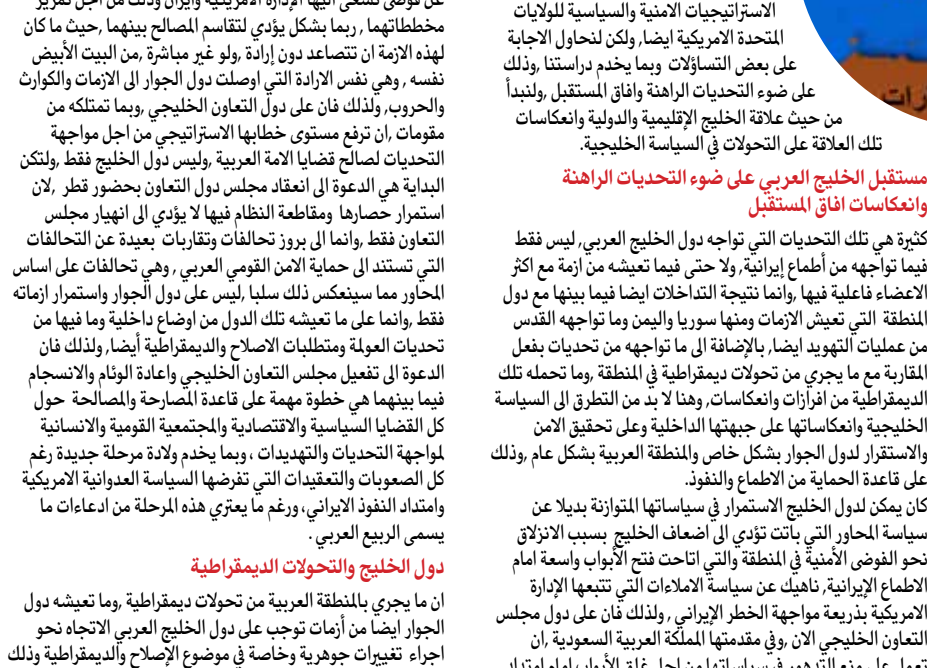 الاستراتيجيات الامنية والسياسية للولايات
المتحدة الامريكية ايضا, ولكن لنحاول الاجابة
على بعض التساؤلات وبما يخدم دراستنا ,وذلك
على ضوء التحديات الراهنة وافاق المستقبل ,ولنبدأ
من حيث علاقة الخليج الإقليمية والدولية وانعكاسات
تلك العلاقة على التحولات في السياسة الخليجية.
مستقبل الخليج العربي على ضوء التحديات الراهنة
وانعكاسات افاق المستقبل
كثيرة هي تلك التحديات التي تواجه دول الخليج العربي, ليس فقط
فيما تواجهه من أطماع إيرانية, ولا حتى فيما تعيشه من ازمة مع اكثر
الاعضاء فاعلية فيها ,وانما نتيجة التداخلات ايضا فيما بينها مع دول
المنطقة التي تعيش الازمات ومنها سوريا واليمن وما تواجهه القدس
من عمليات التهويد ايضا, بالإضافة الى ما تواجهه من تحديات بفعل
المقاربة مع ما يجري من تحولات ديمقراطية في المنطقة ,وما تحمله تلك
الديمقراطية من افرازات وانعكاسات, وهنا لا بد من التطرق الى السياسة
الخليجية وانعكاساتها على جبهتها الداخلية وعلى تحقيق الامن
والاستقرار لدول الجوار بشكل خاص والمنطقة العربية بشكل عام ,وذلك
على قاعدة الحماية من الاطماع والنفوذ.
كان يمكن لدول الخليج الاستمرار في سياساتها المتوازنة بديلا عن
سياسة المحاور التي باتت تؤدي الى اضعاف الخليج بسبب الانزلاق
نحو الفوضى الأمنية في المنطقة والتي اتاحت فتح الأبواب واسعة امام
الاطماع الإيرانية, ناهيك عن سياسة الاملاءات التي تتبعها الإدارة
الامريكية بذريعة مواجهة الخطر الإيراني , ولذلك فان على دول مجلس
التعاون الخليجي الان ,وفي مقدمتها المملكة العربية السعودية ,ان
مخططاتهما , ربما بشكل يؤدي لتقاسم المصالح بينهما ,حيث ما كان
لهذه الازمة ان تتصاعد دون إرادة ,ولو غير مباشرة ,من البيت الأبيض
نفسه , وهي نفس الارادة التي اوصلت دول الجوار الى الازمات والكوارث
والحروب, ولذلك فان على دول التعاون الخليجي ,وبما تمتلكه من
مقومات ,ان ترفع مستوى خطابها الاستراتيجي من اجل مواجهة
التحديات لصالح قضايا الامة العربية ,وليس دول الخليج فقط ,ولتكن
البداية هي الدعوة الى انعقاد مجلس دول التعاون بحضور قطر ,لان
استمرار حصارها ومقاطعة النظام فيها لا يؤدي الى انهيار مجلس
التعاون فقط ,وانما الى بروز تحالفات وتقاربات بعيدة عن التحالفات
التي تستند الى حماية الامن القومي العربي , وهي تحالفات على اساس
المحاور مما سينعكس ذلك سلبا ,ليس على دول الجوار واستمرار ازماته
فقط ,وانما على ما تعيشه تلك الدول من اوضاع داخلية وما فيها من
تحديات العولمة ومتطلبات الاصلاح والديمقراطية أيضا, ولذلك فان
الدعوة الى تفعيل مجلس التعاون الخليجي واعادة الوئام والانسجام
فيما بينهما هي خطوة مهمة على قاعدة المصارحة والمصالحة حول
كل القضايا السياسية والاقتصادية والمجتمعية القومية والانسانية
لمواجهة التحديات والتهديدات ، وبما يخدم ولادة مرحلة جديدة رغم
كل الصعوبات والتعقيدات التي تفرضها السياسة العدوانية الامريكية
وامتداد النفوذ الايراني، ورغم ما يعتري هذه المرحلة من ادعاءات ما
يسمى الربيع العربي .
دول الخليج والتحولات الديمقراطية
ان ما يجري بالمنطقة العربية من تحولات ديمقراطية ,وما تعيشه دول
الجوار ايضا من أزمات توجب على دول الخليج العربي الاتجاه نحو
اجراء تغييرات جوهرية وخاصة في موضوع الإصلاح والديمقراطية وذلك